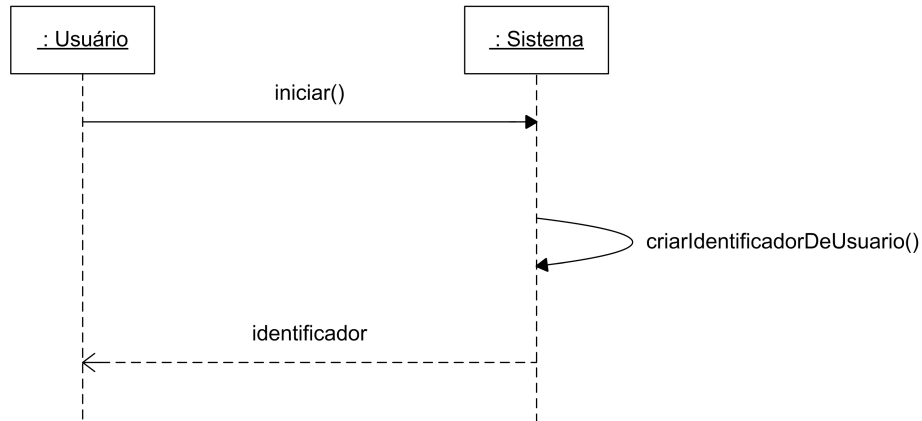 : Usuário
: Sistema
iniciar()
criarIdentificadorDeUsuario()
identificador